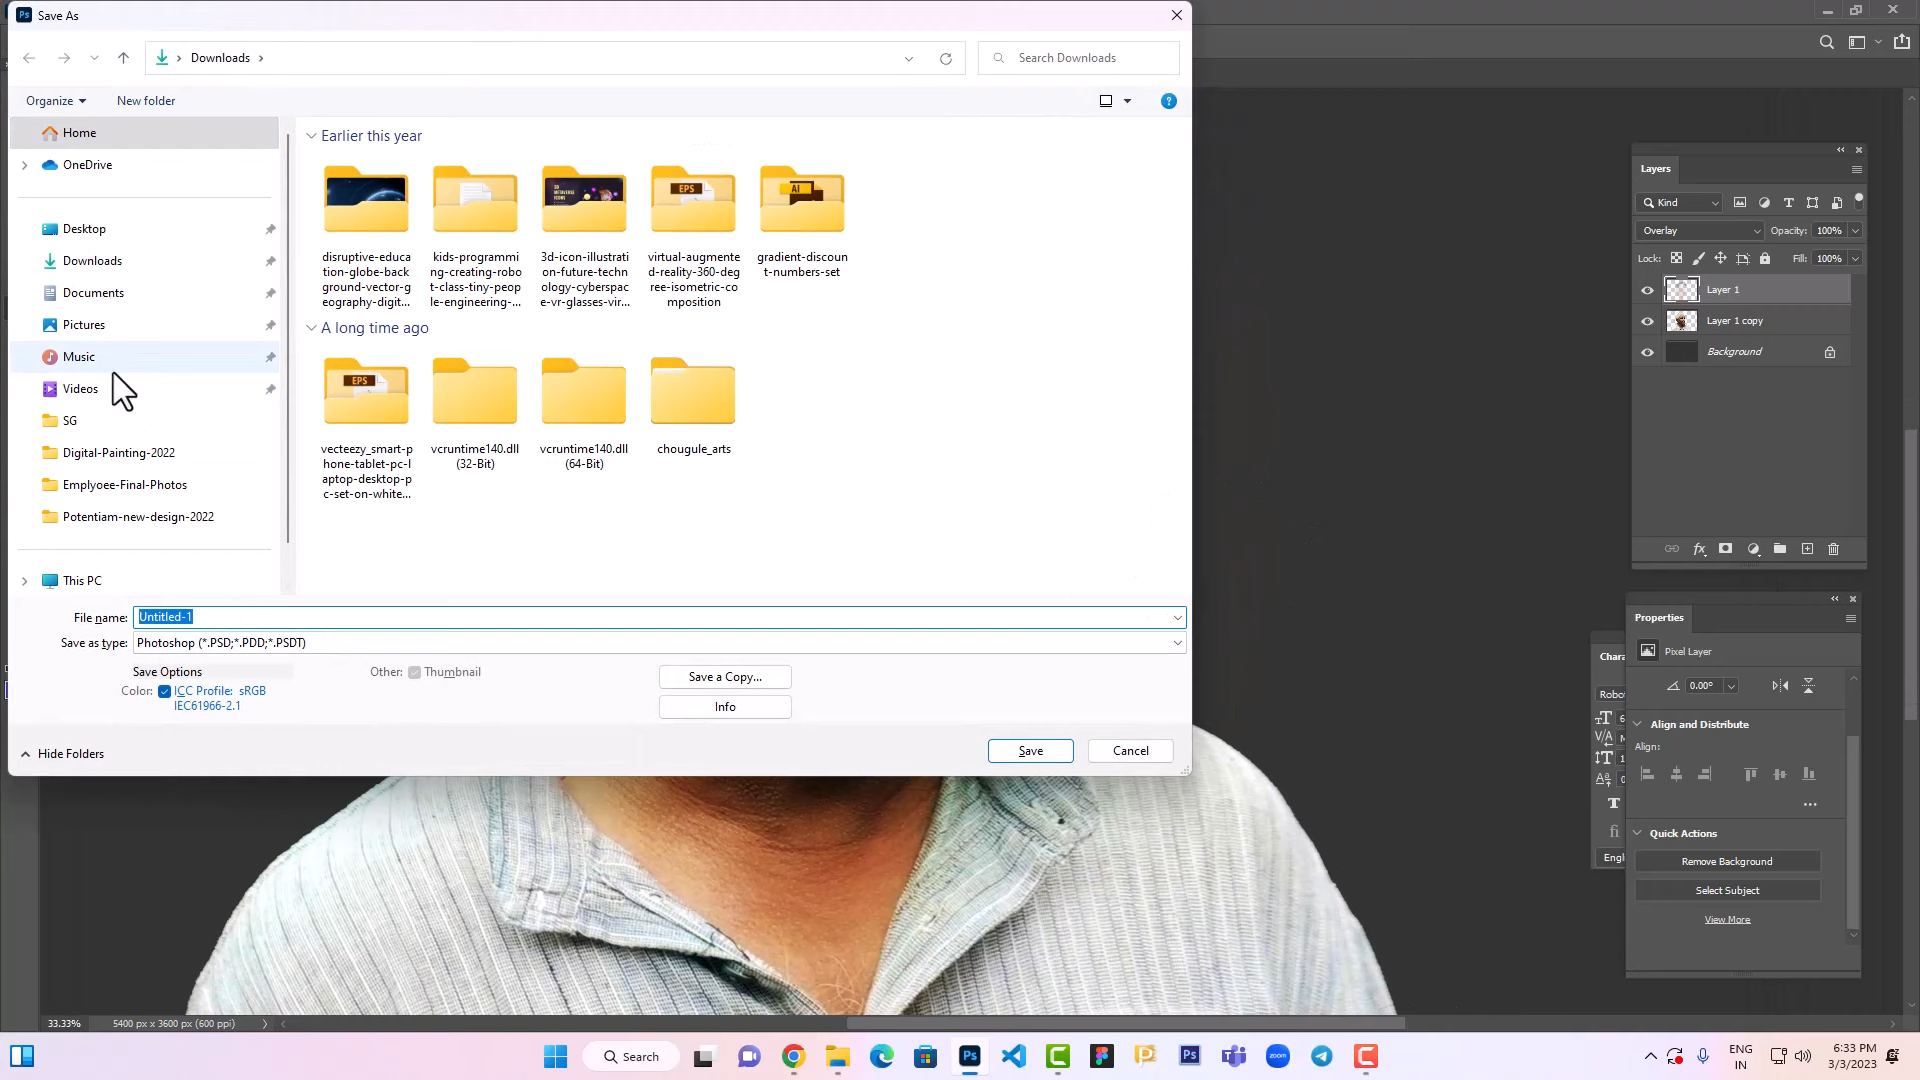 Save As
Downloads
Search Downloads
Organize
New folder
Home
OneDrive
Desktop
Downloads
Documents
Pictures
Music
Videos
SG
Digital-Painting-2022
Emplyoee-Final-Photos
Potentiam-new-design-2022
This PC
Earlier this year
EPS
AI
disruptive-educa
tion-globe-back
ground-vector-g
eography-digit...
kids-programmi
ng-creating-robo
t-class-tiny-peo
ple-engineering-...
3d-icon-illustrati
on-future-techn
ology-cyberspac
e-vr-glasses-vir...
virtual-augmente
d-reality-360-deg
ree-isometric-co
mposition
gradient-discoun
t-numbers-set
A long time ago
EPS
vecteezy_smart-p
hone-tablet-pc-l
aptop-desktop-p
c-set-on-white...
vcruntime140.dll
(32-Bit)
vcruntime140.dll
(64-Bit)
chougule_arts
File name: Untitled-1
Save as type: Photoshop (*.PSD;*.PDD;*.PSDT)
Save Options
Color: ICC Profile: sRGB
IEC61966-2.1
Other: Thumbnail
Save a Copy...
Info
Hide Folders
Save
Cancel
Layers
Kind
Overlay
Opacity: 100%
Lock:
Fill: 100%
Layer 1
Layer 1 copy
Background
Properties
Pixel Layer
0.00°
Align and Distribute
Align:
Quick Actions
Remove Background
Select Subject
View More
Chara
Robo
Engl
33.33%
5400 px x 3600 px (600 ppi)
Search
ENG
IN
6:33 PM
3/3/2023